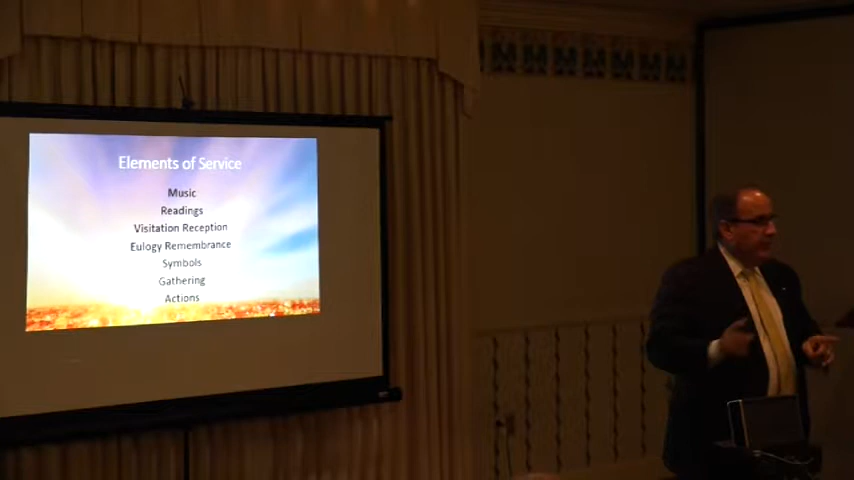 Elements of Service
Music
Readings
Visitation Reception
Eulogy Remembrance
Symbols
Gathering
Actions